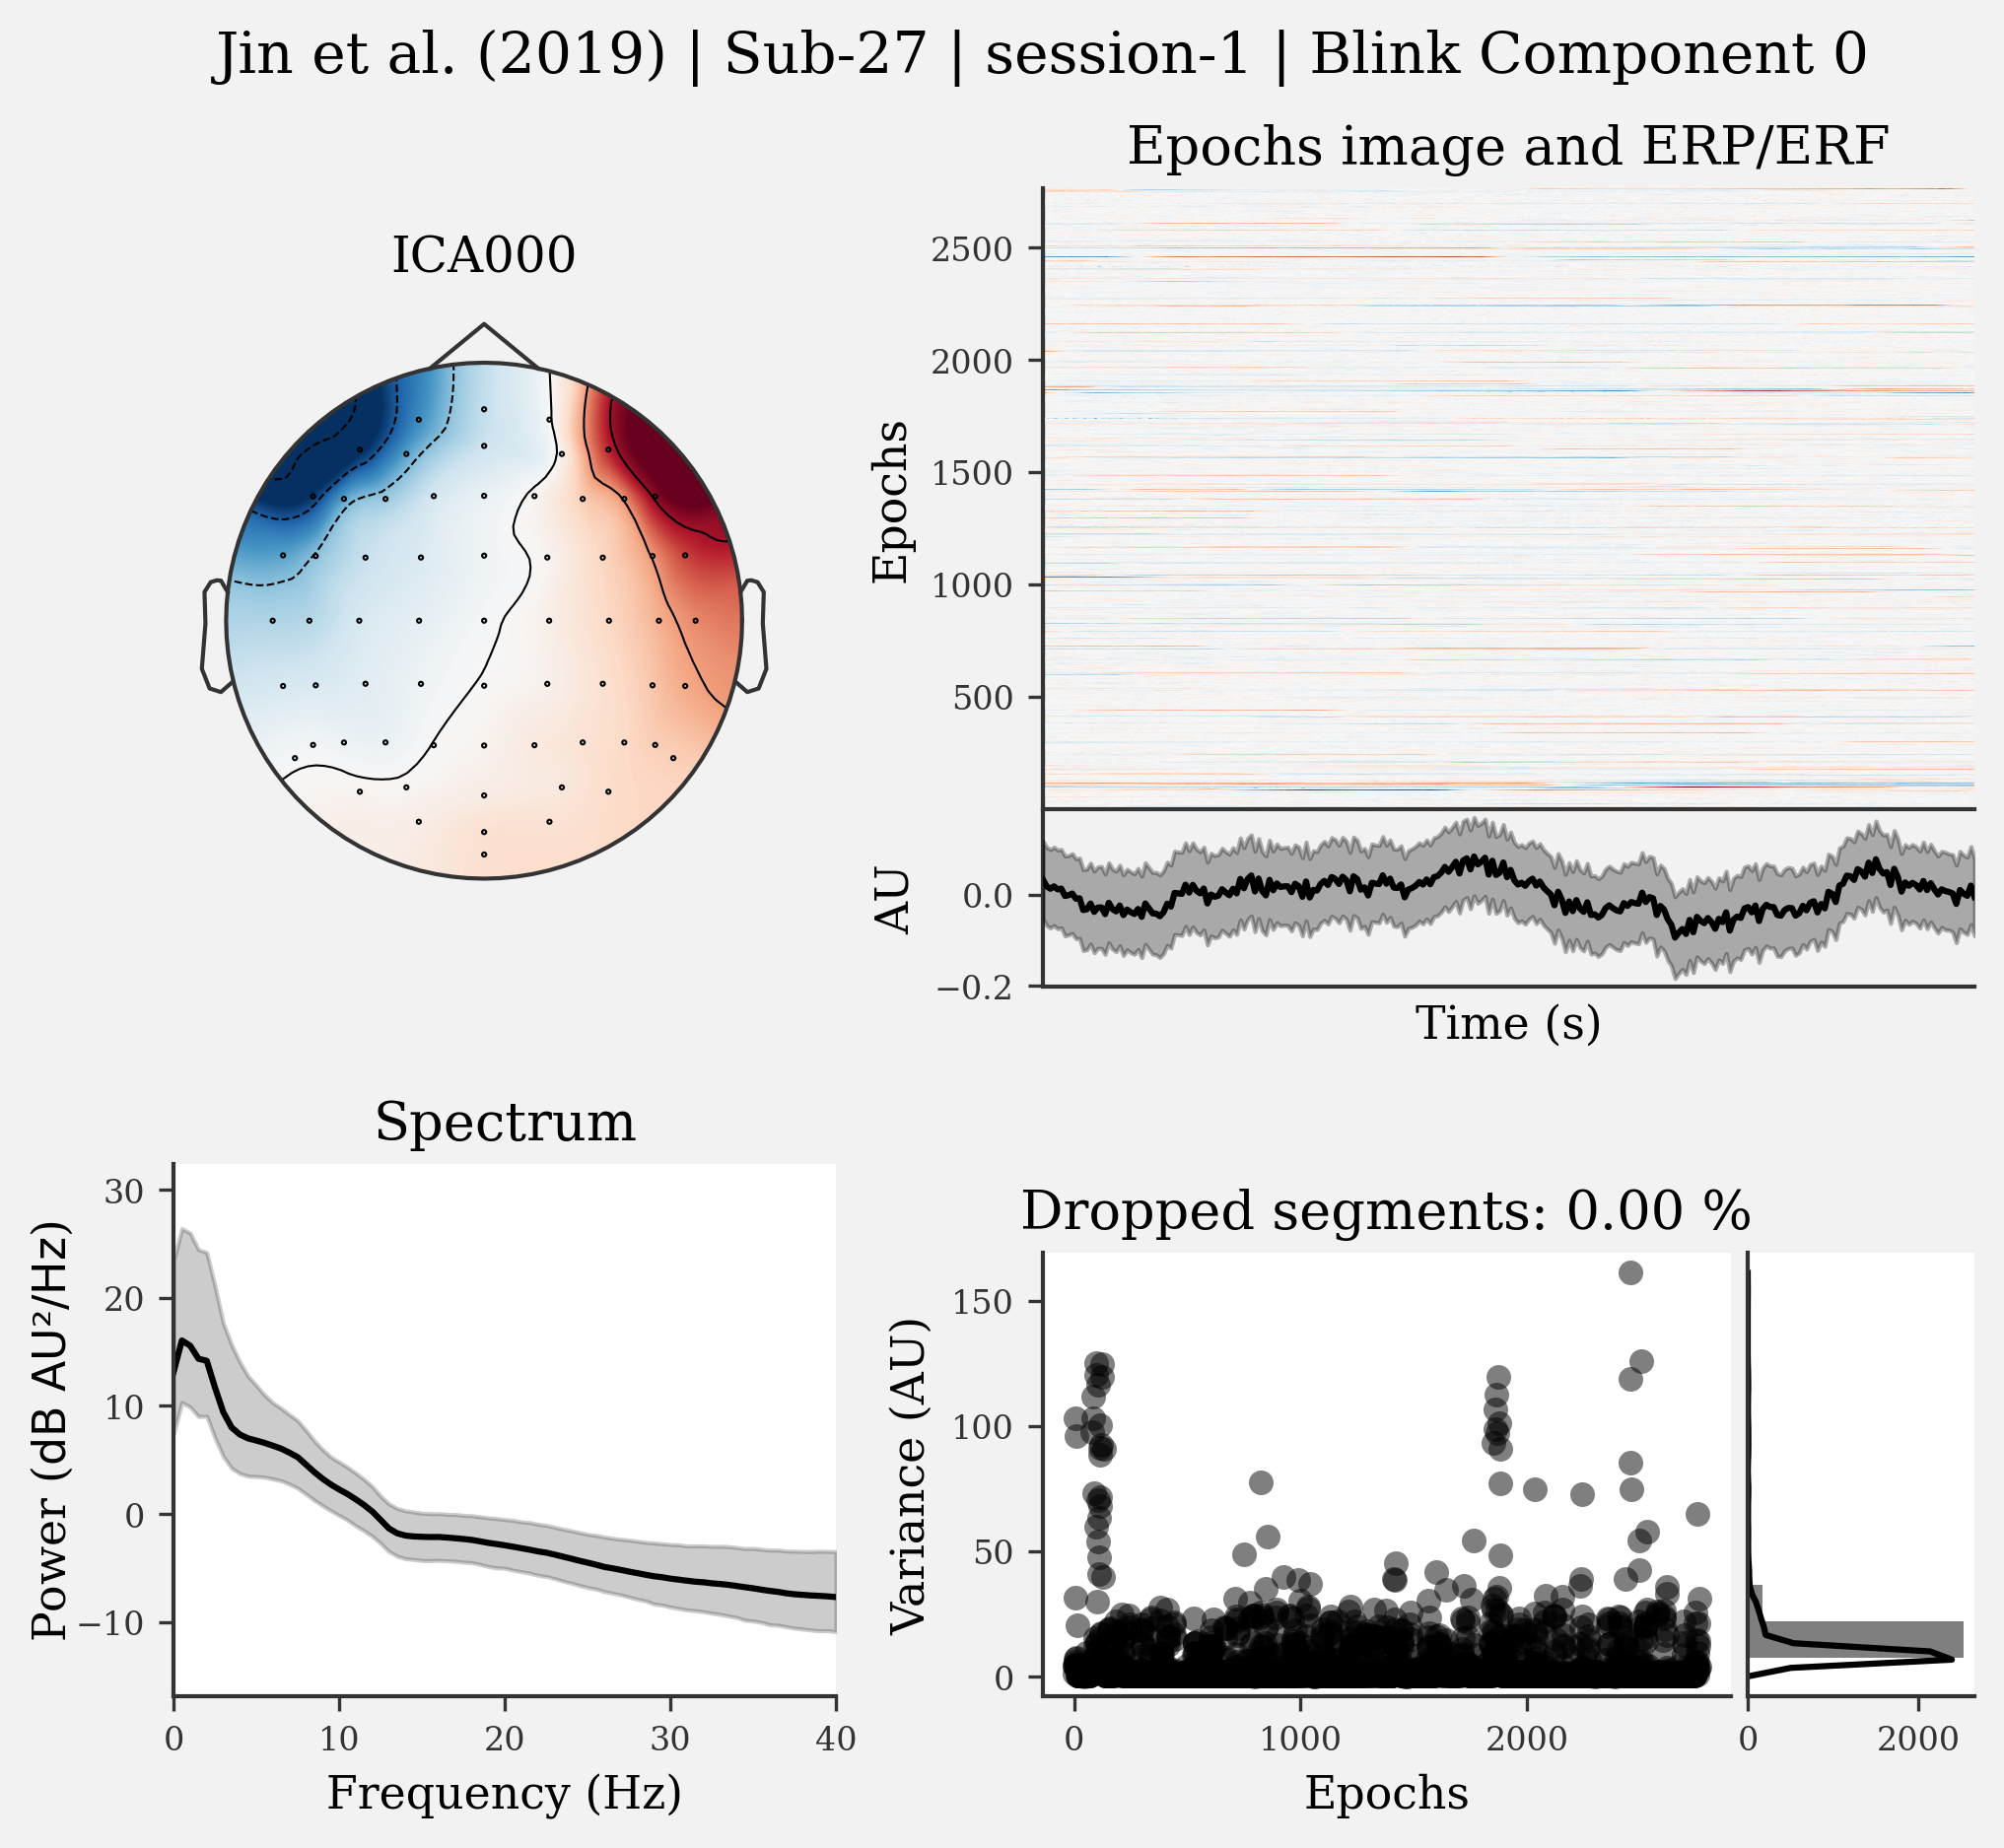 Jin et al. (2019) | Sub-27 | session-1 | Blink Component 0
ICA000
Epochs image and ERP/ERF
Epochs
2500
2000
1500
1000
500
AU
0.0
−0.2
Time (s)
Spectrum
Power (dB AU²/Hz)
30
20
10
0
−10
0 10 20 30 40
Frequency (Hz)
Dropped segments: 0.00 %
Variance (AU)
150
100
50
0
0 1000 2000
0 2000
Epochs